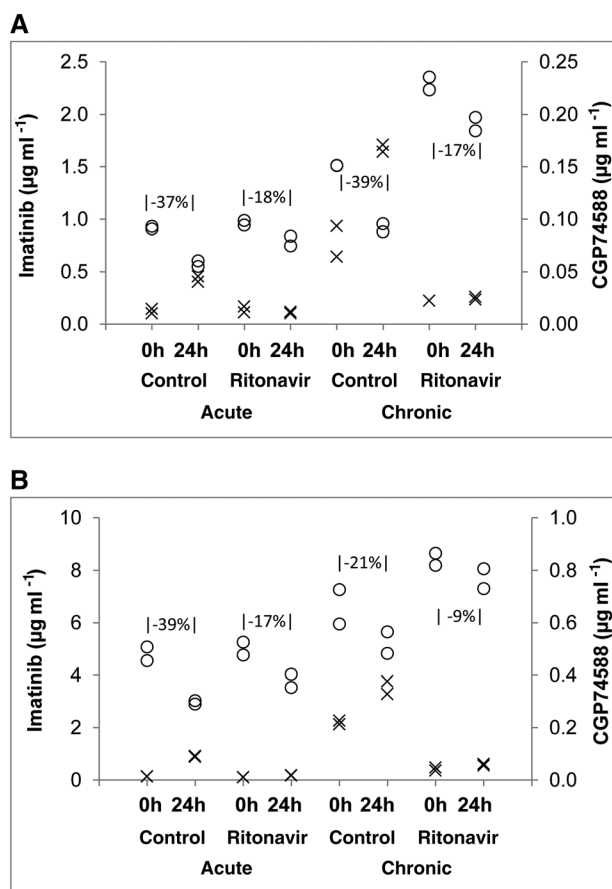 A
2.5 0.25
2.0 0.20
1.5 0.15
1.0 0.10
0.5 0.05
0.0 0.00
Imatinib (µg ml -1)
CGP74588 (µg ml -1)
|-37%| |-18%| |-39%| |-17%|
0h 24h 0h 24h 0h 24h 0h 24h
Control Ritonavir Control Ritonavir
Acute Chronic
B
10 1.0
8 0.8
6 0.6
4 0.4
2 0.2
0 0.0
Imatinib (µg ml -1)
CGP74588 (µg ml -1)
|-39%| |-17%| |-21%| | -9%|
0h 24h 0h 24h 0h 24h 0h 24h
Control Ritonavir Control Ritonavir
Acute Chronic